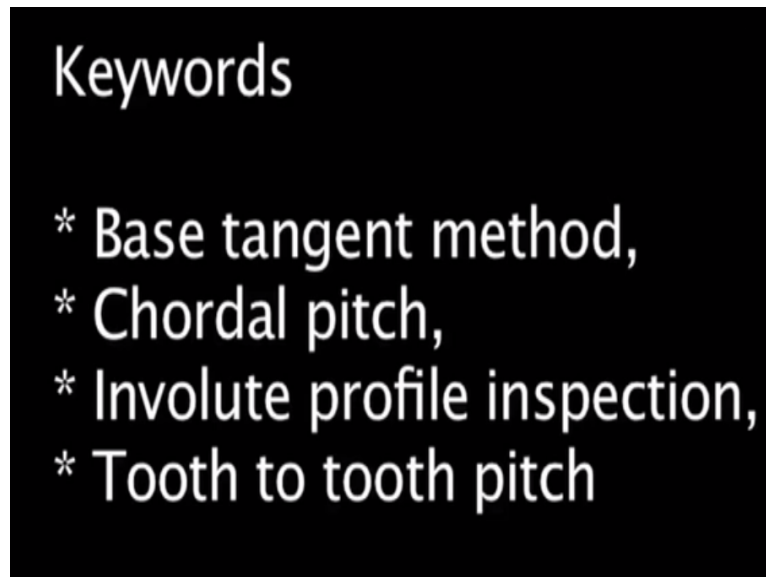 Keywords
* Base tangent method,
* Chordal pitch,
* Involute profile inspection,
* Tooth to tooth pitch